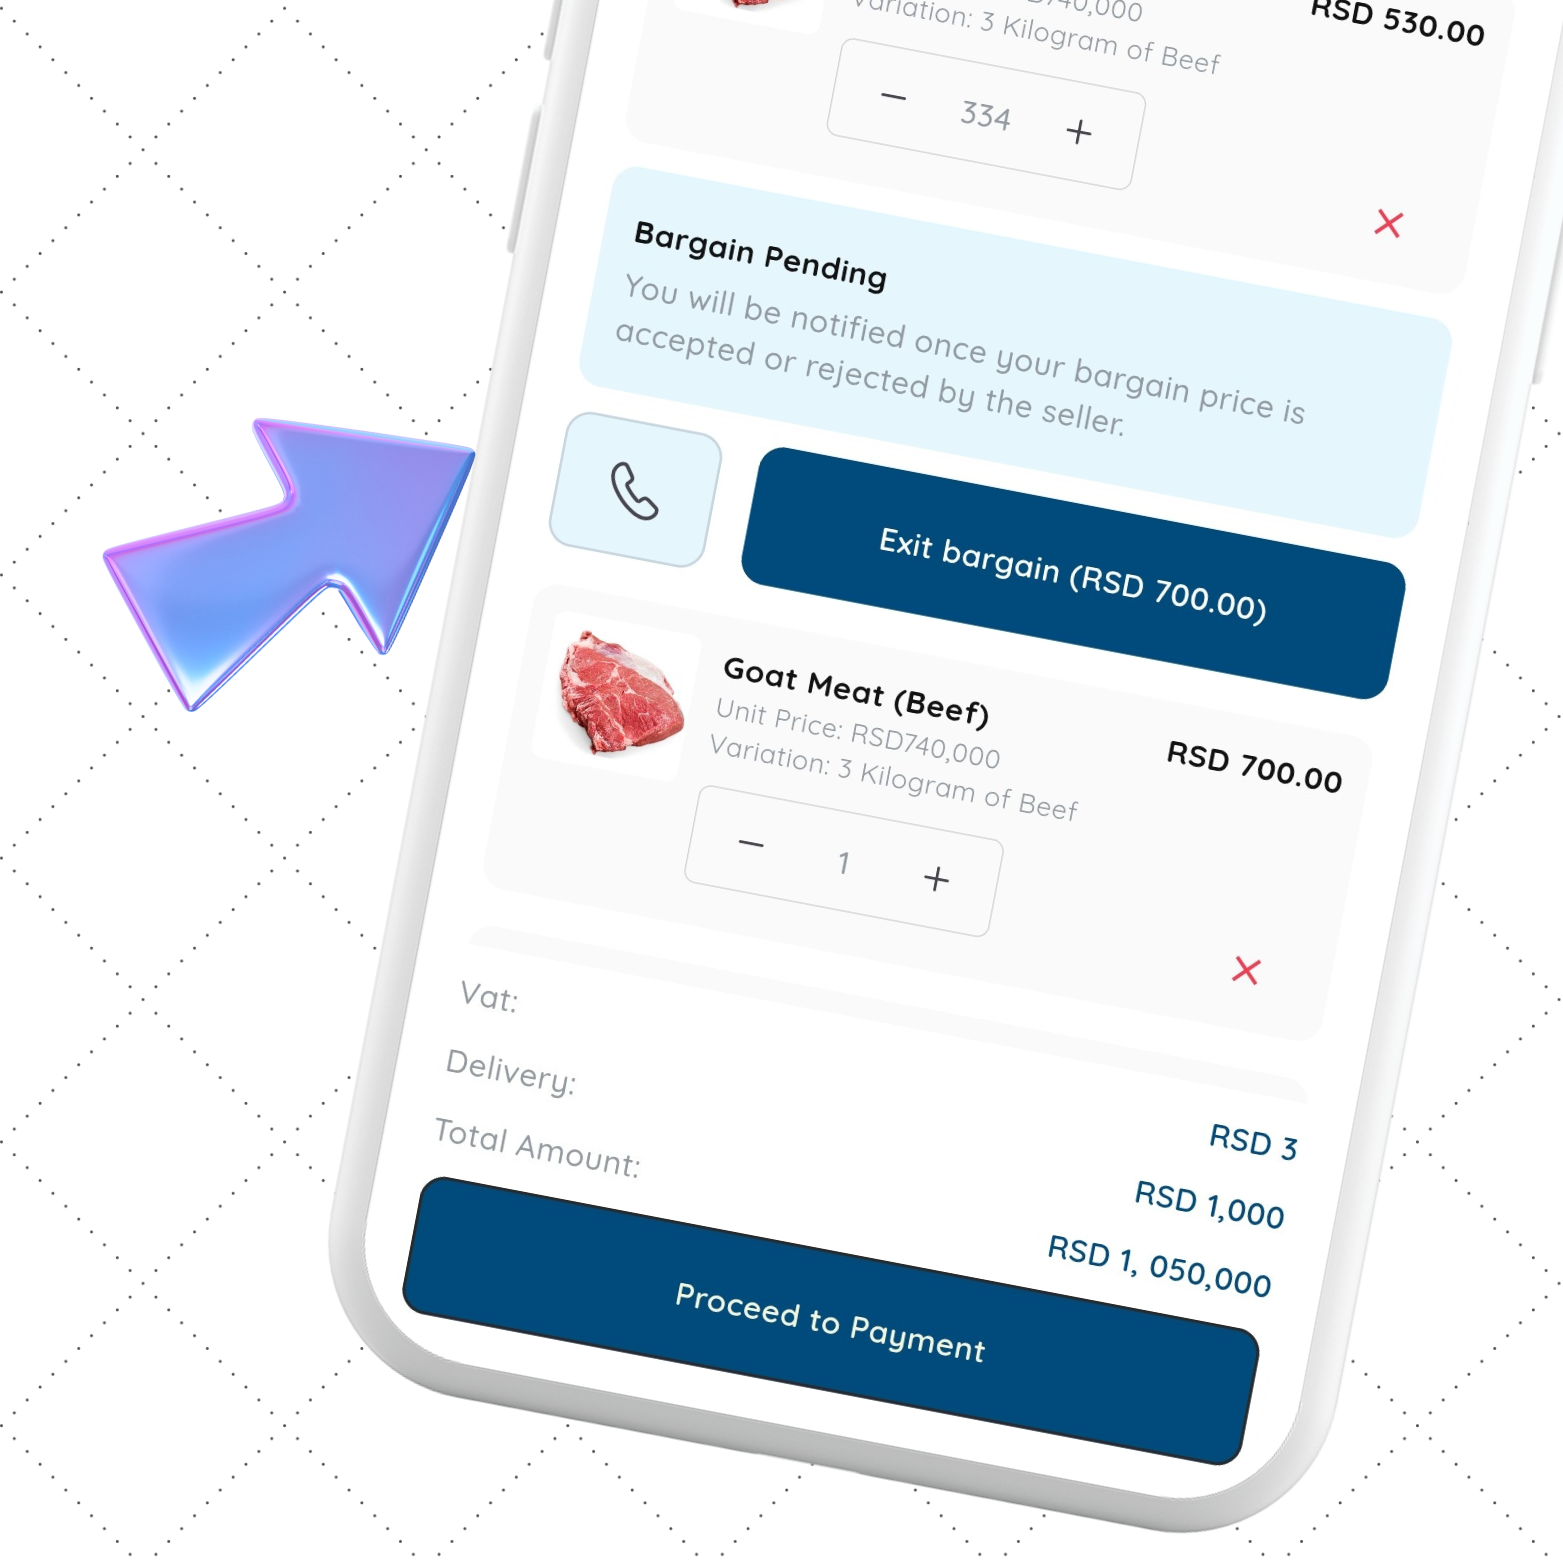 RSD 530.00
Variation: 3 Kilogram of Beef
− 334 +
Bargain Pending
You will be notified once your bargain price is
accepted or rejected by the seller.
Exit bargain (RSD 700.00)
Goat Meat (Beef)
Unit Price: RSD740,000
RSD 700.00
Variation: 3 Kilogram of Beef
− 1 +
Vat:
RSD 3
Delivery:
RSD 1,000
Total Amount:
RSD 1, 050,000
Proceed to Payment